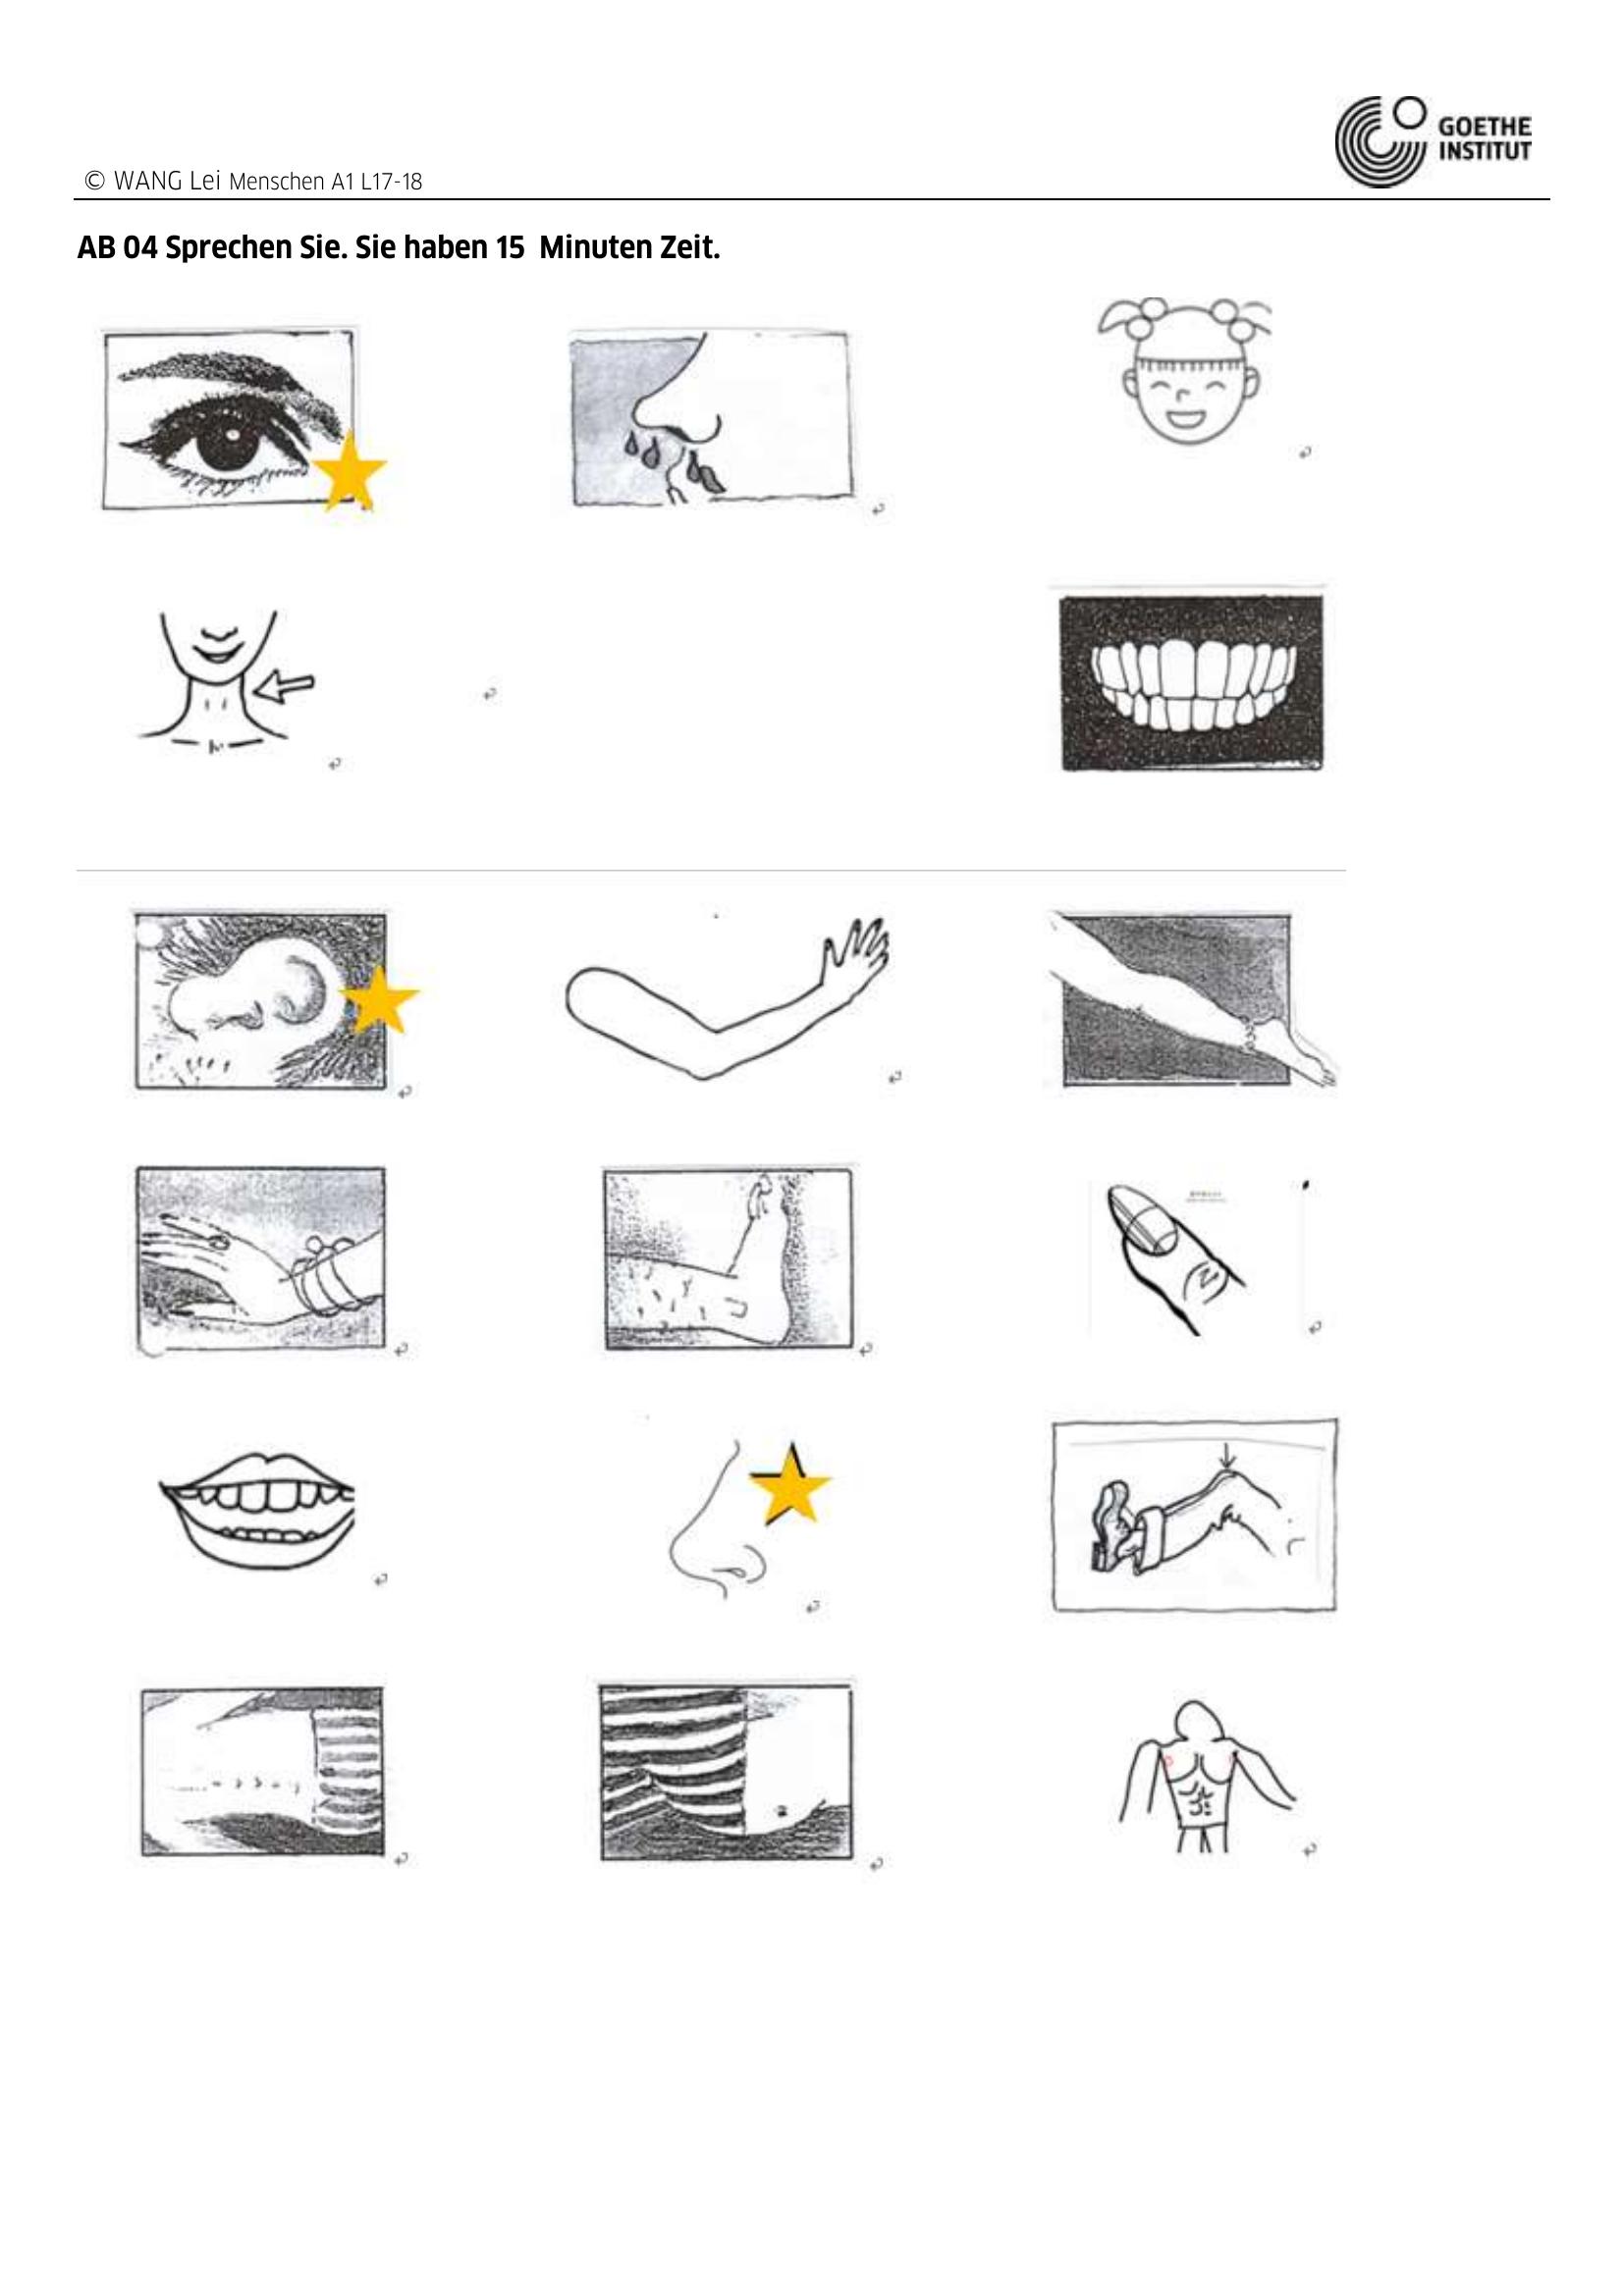 GOETHE
INSTITUT
© WANG Lei Menschen A1 L17-18
AB 04 Sprechen Sie. Sie haben 15  Minuten Zeit.